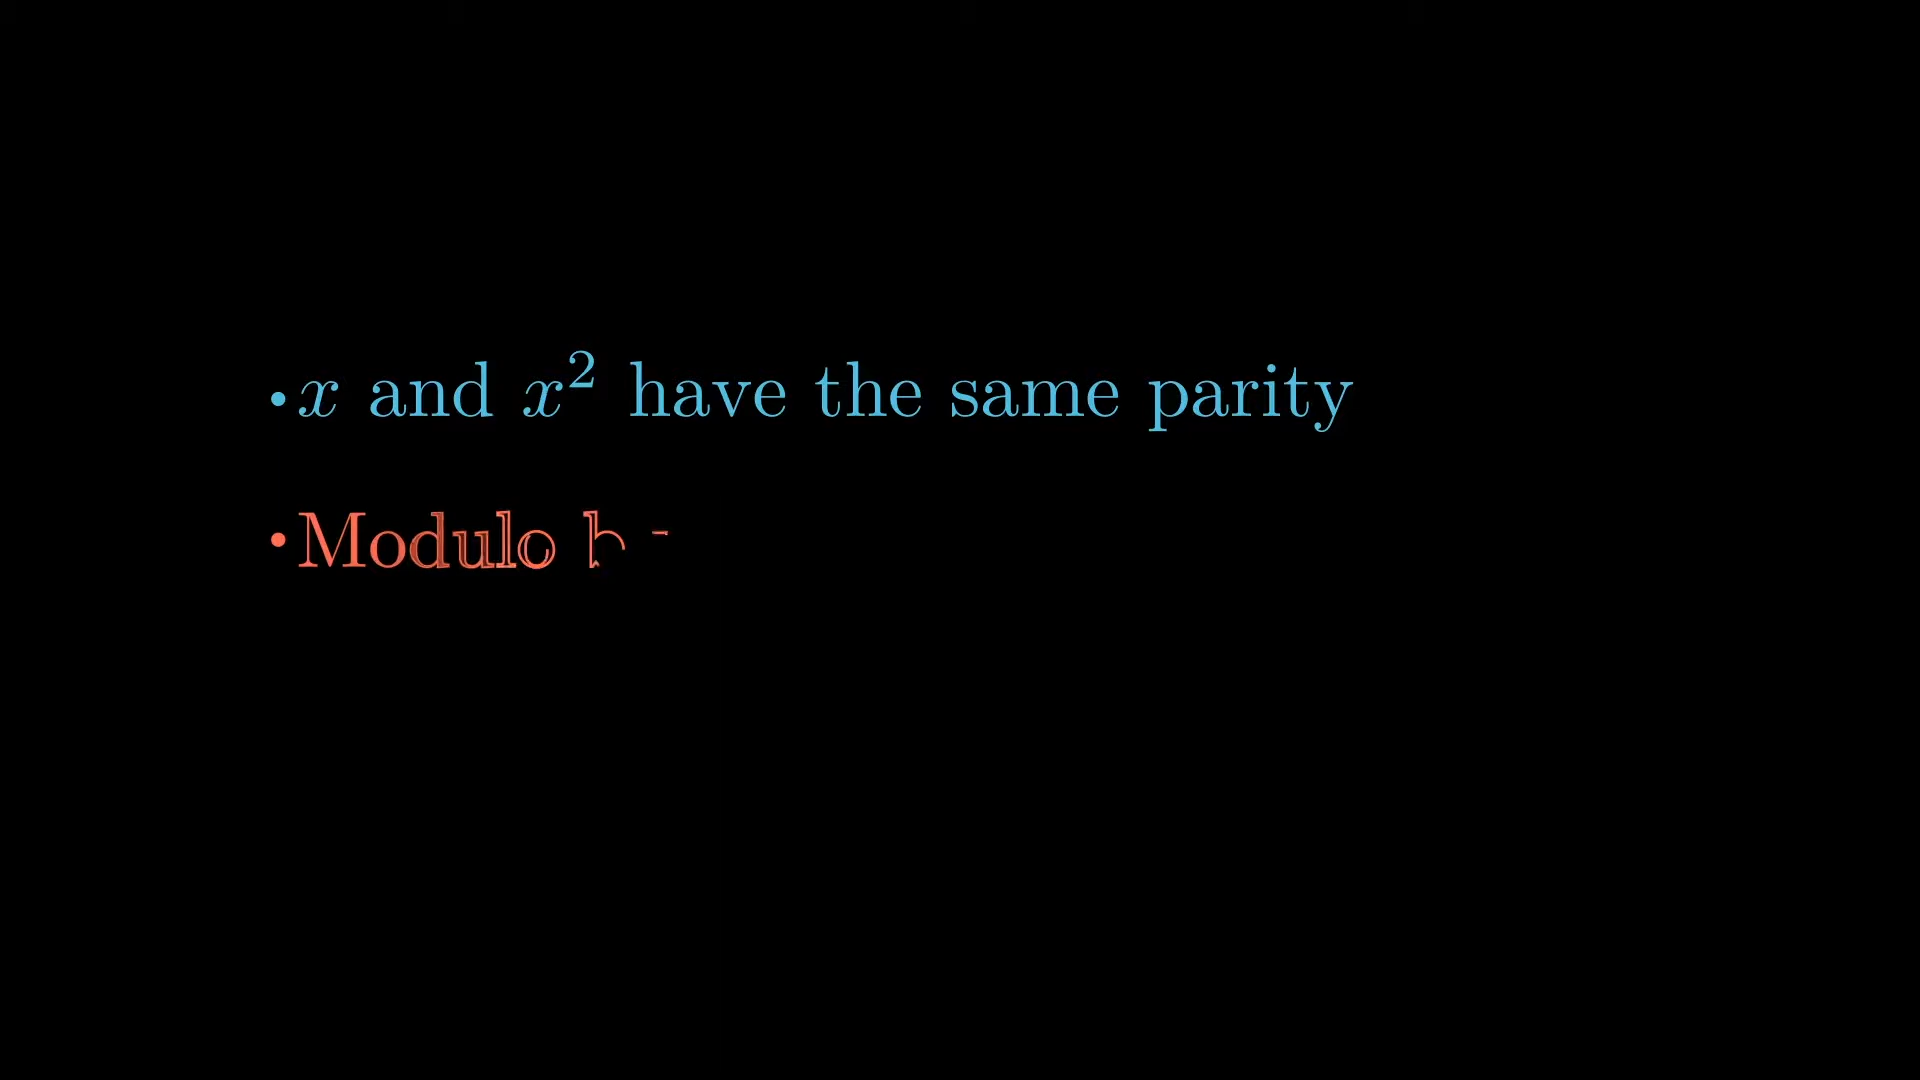 • x and x² have the same parity
• Modulo